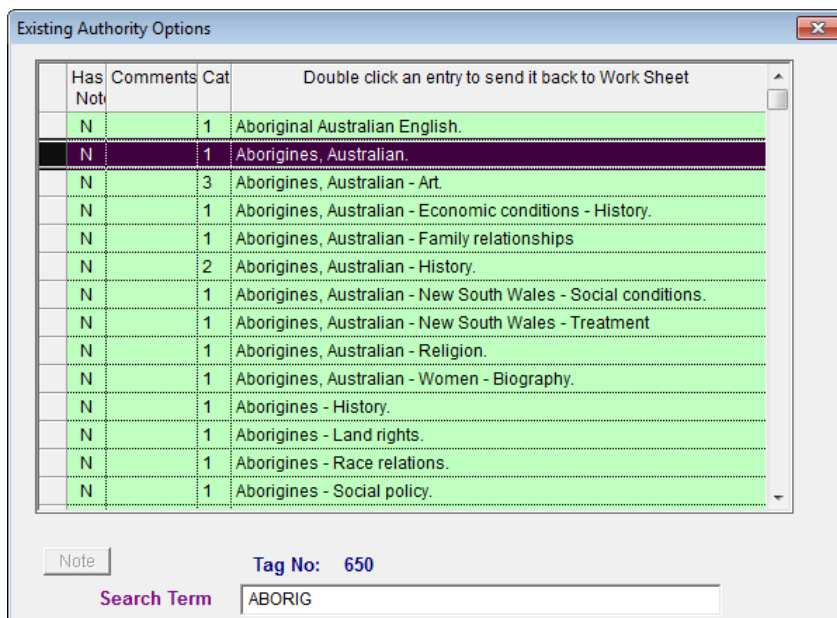 Existing Authority Options
Has Note Comments Cat Double click an entry to send it back to Work Sheet
N 1 Aboriginal Australian English.
N 1 Aborigines, Australian.
N 3 Aborigines, Australian - Art.
N 1 Aborigines, Australian - Economic conditions - History.
N 1 Aborigines, Australian - Family relationships
N 2 Aborigines, Australian - History.
N 1 Aborigines, Australian - New South Wales - Social conditions.
N 1 Aborigines, Australian - New South Wales - Treatment
N 1 Aborigines, Australian - Religion.
N 1 Aborigines, Australian - Women - Biography.
N 1 Aborigines - History.
N 1 Aborigines - Land rights.
N 1 Aborigines - Race relations.
N 1 Aborigines - Social policy.
Note Tag No: 650
Search Term ABORIG